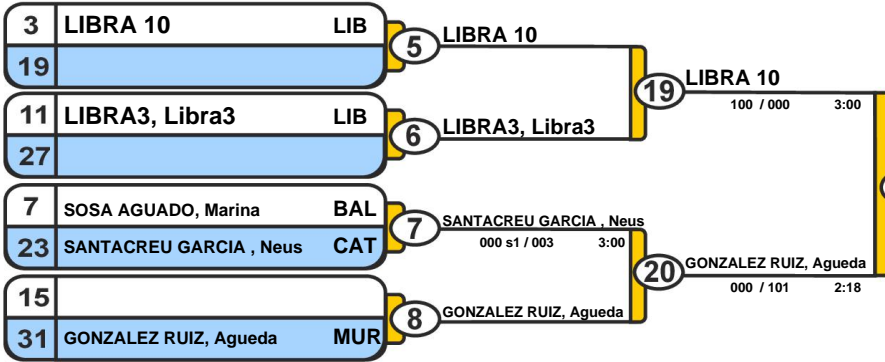 3 LIBRA 10 LIB
19
5 LIBRA 10
11 LIBRA3, Libra3 LIB
27
6 LIBRA3, Libra3
19 LIBRA 10
100 / 000 3:00
7 SOSA AGUADO, Marina BAL
23 SANTACREU GARCIA , Neus CAT
7 SANTACREU GARCIA , Neus
000 s1 / 003 3:00
15
31 GONZALEZ RUIZ, Agueda MUR
8 GONZALEZ RUIZ, Agueda
20 GONZALEZ RUIZ, Agueda
000 / 101 2:18